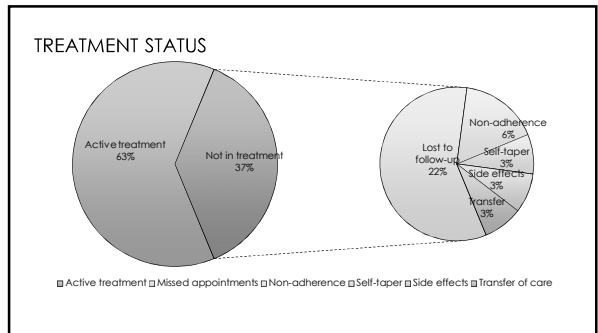 TREATMENT STATUS
Active treatment
63%
Not in treatment
37%
Lost to
follow-up
22%
Non-adherence
6%
Self-taper
3%
Side effects
3%
Transfer
3%
Active treatment Missed appointments Non-adherence Self-taper Side effects Transfer of care